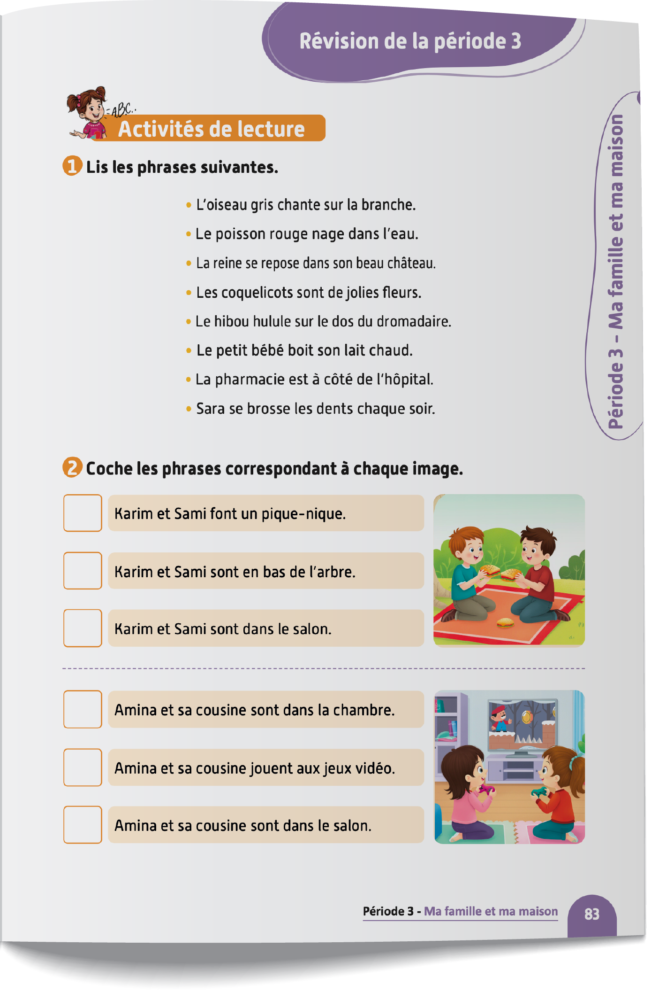 Révision de la période 3
A.B.C..
Activités de lecture
1 Lis les phrases suivantes.
• L'oiseau gris chante sur la branche.
• Le poisson rouge nage dans l'eau.
• La reine se repose dans son beau château.
• Les coquelicots sont de jolies fleurs.
• Le hibou hulule sur le dos du dromadaire.
• Le petit bébé boit son lait chaud.
• La pharmacie est à côté de l'hôpital.
• Sara se brosse les dents chaque soir.
2 Coche les phrases correspondant à chaque image.
Karim et Sami font un pique-nique.
Karim et Sami sont en bas de l'arbre.
Karim et Sami sont dans le salon.
Amina et sa cousine sont dans la chambre.
Amina et sa cousine jouent aux jeux vidéo.
Amina et sa cousine sont dans le salon.
Période 3 - Ma famille et ma maison
Période 3 - Ma famille et ma maison
83